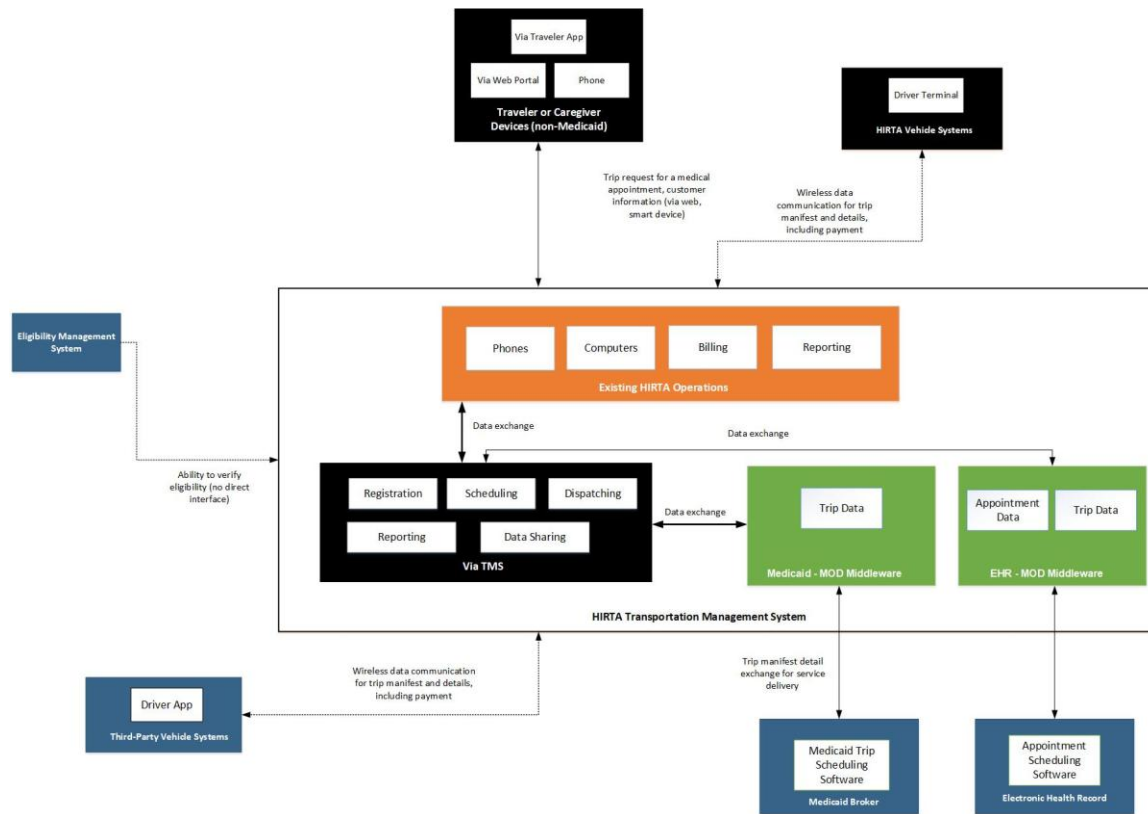 Via Traveler App
Via Web Portal
Phone
Traveler or Caregiver
Devices (non-Medicaid)
Driver Terminal
HIRTA Vehicle Systems
Trip request for a medical
appointment, customer
information (via web,
smart device)
Wireless data
communication for trip
manifest and details,
including payment
Eligibility Management
System
Ability to verify
eligibility (no direct
interface)
Phones
Computers
Billing
Reporting
Existing HIRTA Operations
Data exchange
Data exchange
Registration
Scheduling
Dispatching
Reporting
Data Sharing
Via TMS
Data exchange
Trip Data
Medicaid - MOD Middleware
Appointment
Data
Trip Data
EHR - MOD Middleware
HIRTA Transportation Management System
Wireless data communication
for trip manifest and details,
including payment
Driver App
Third-Party Vehicle Systems
Trip manifest detail
exchange for service
delivery
Medicaid Trip
Scheduling
Software
Medicaid Broker
Appointment
Scheduling
Software
Electronic Health Record